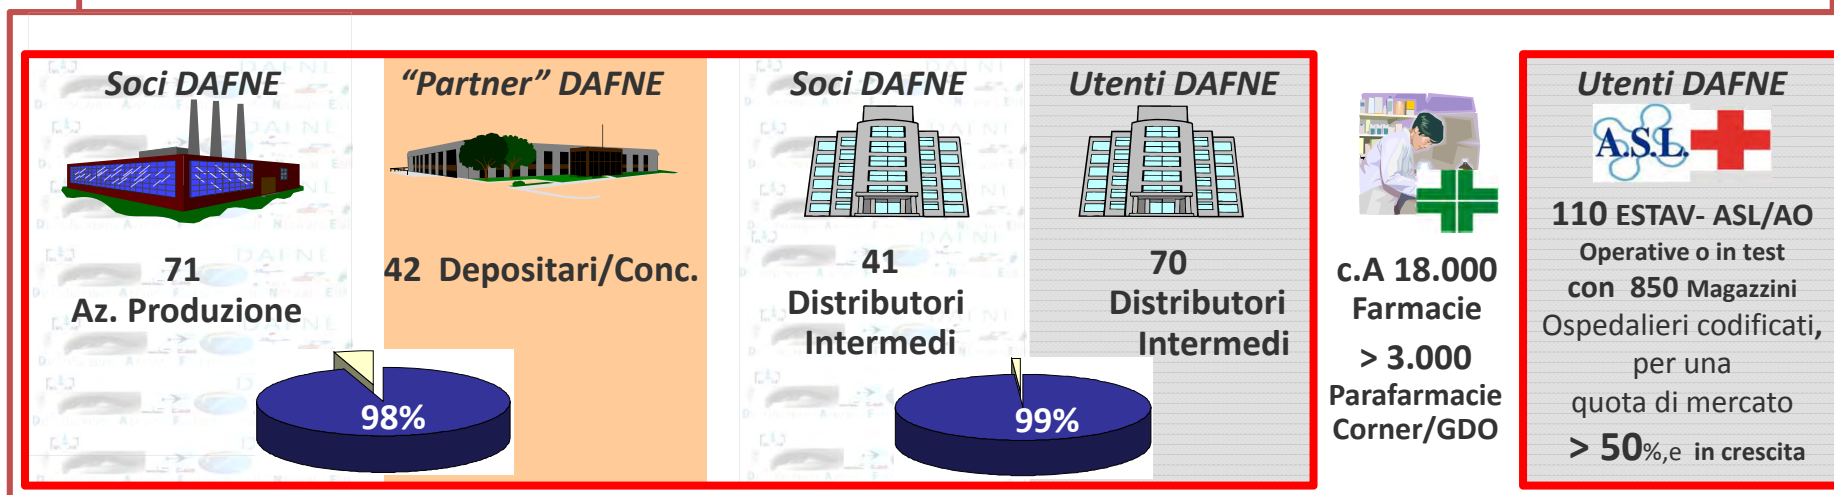 Soci DAFNE
71
Az. Produzione
“Partner” DAFNE
42 Depositari/Conc.
98%
Soci DAFNE
41
Distributori
Intermedi
Utenti DAFNE
70
Distributori
Intermedi
99%
c.A 18.000
Farmacie
> 3.000
Parafarmacie
Corner/GDO
Utenti DAFNE
A.S.L.
110 ESTAV- ASL/AO
Operative o in test
con 850 Magazzini
Ospedalieri codificati,
per una
quota di mercato
> 50%,e in crescita